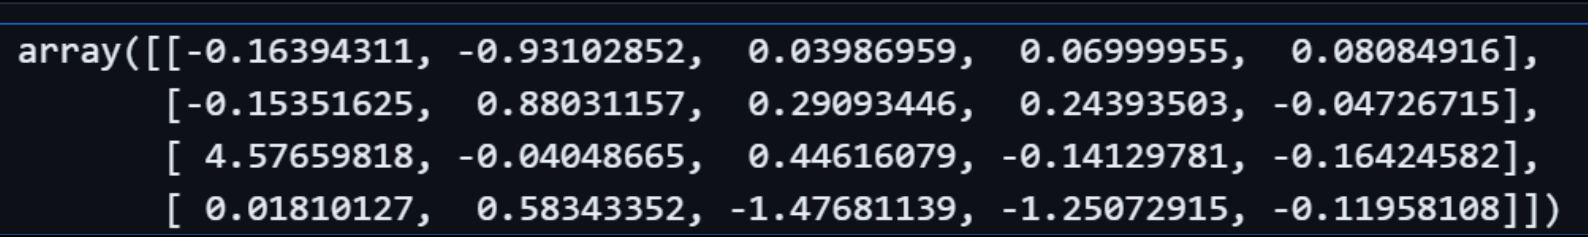 array([[-0.16394311, -0.93102852,  0.03986959,  0.06999955,  0.08084916],
       [-0.15351625,  0.88031157,  0.29093446,  0.24393503, -0.04726715],
       [ 4.57659818, -0.04048665,  0.44616079, -0.14129781, -0.16424582],
       [ 0.01810127,  0.58343352, -1.47681139, -1.25072915, -0.11958108]])